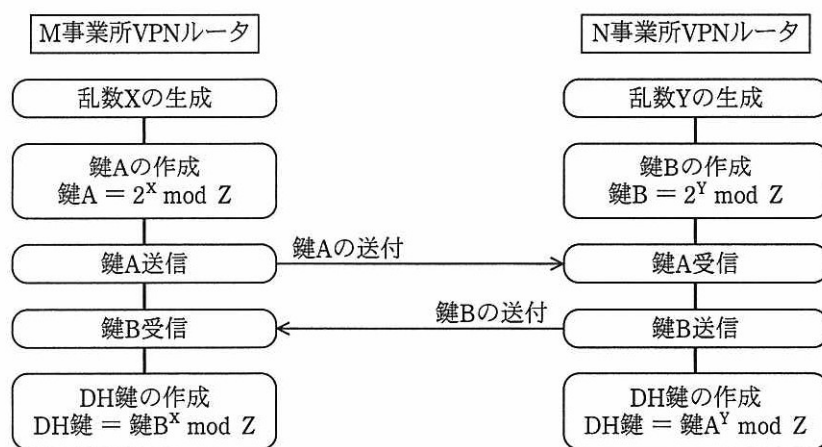 M事業所VPNルータ
N事業所VPNルータ
乱数Xの生成
乱数Yの生成
鍵Aの作成
鍵A = 2^X mod Z
鍵Bの作成
鍵B = 2^Y mod Z
鍵Aの送付
鍵A送信
鍵A受信
鍵Bの送付
鍵B受信
鍵B送信
DH鍵の作成
DH鍵 = 鍵B^X mod Z
DH鍵の作成
DH鍵 = 鍵A^Y mod Z